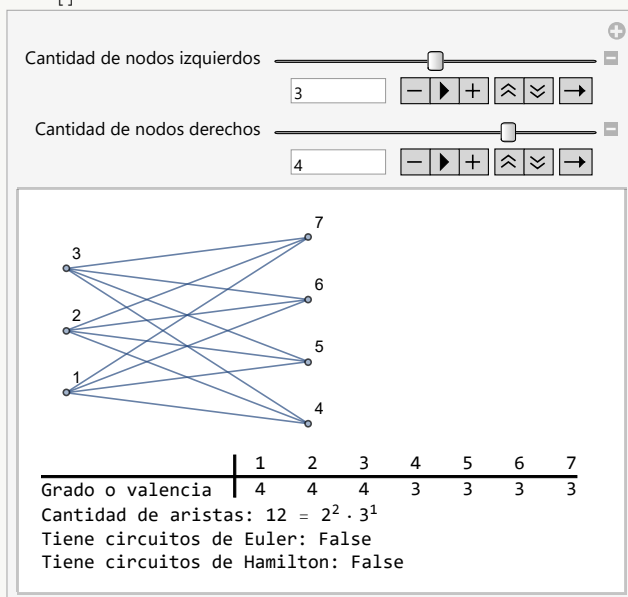 []
Cantidad de nodos izquierdos
3
Cantidad de nodos derechos
4
7
3
6
2
5
1
4
1 2 3 4 5 6 7
Grado o valencia 4 4 4 3 3 3 3
Cantidad de aristas: 12 = 2² · 3¹
Tiene circuitos de Euler: False
Tiene circuitos de Hamilton: False